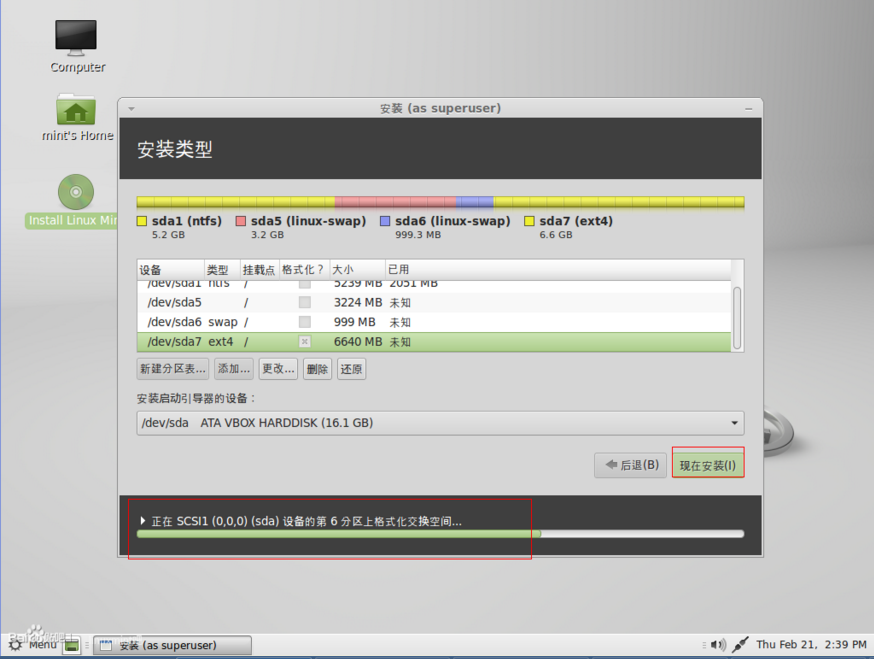 Computer
mint's Home
Install Linux Min
安装 (as superuser)
安装类型
sda1 (ntfs)
5.2 GB
sda5 (linux-swap)
3.2 GB
sda6 (linux-swap)
999.3 MB
sda7 (ext4)
6.6 GB
设备 类型 挂载点 格式化？ 大小 已用
/dev/sda1 ntfs / 5239 MB 2051 MB
/dev/sda5 / 3224 MB 未知
/dev/sda6 swap / 999 MB 未知
/dev/sda7 ext4 / 6640 MB 未知
新建分区表... 添加... 更改... 删除 还原
安装启动引导器的设备：
/dev/sda ATA VBOX HARDDISK (16.1 GB)
后退(B) 现在安装(I)
正在 SCSI1 (0,0,0) (sda) 设备的第 6 分区上格式化交换空间...
Menu
安装 (as superuser)
Thu Feb 21, 2:39 PM